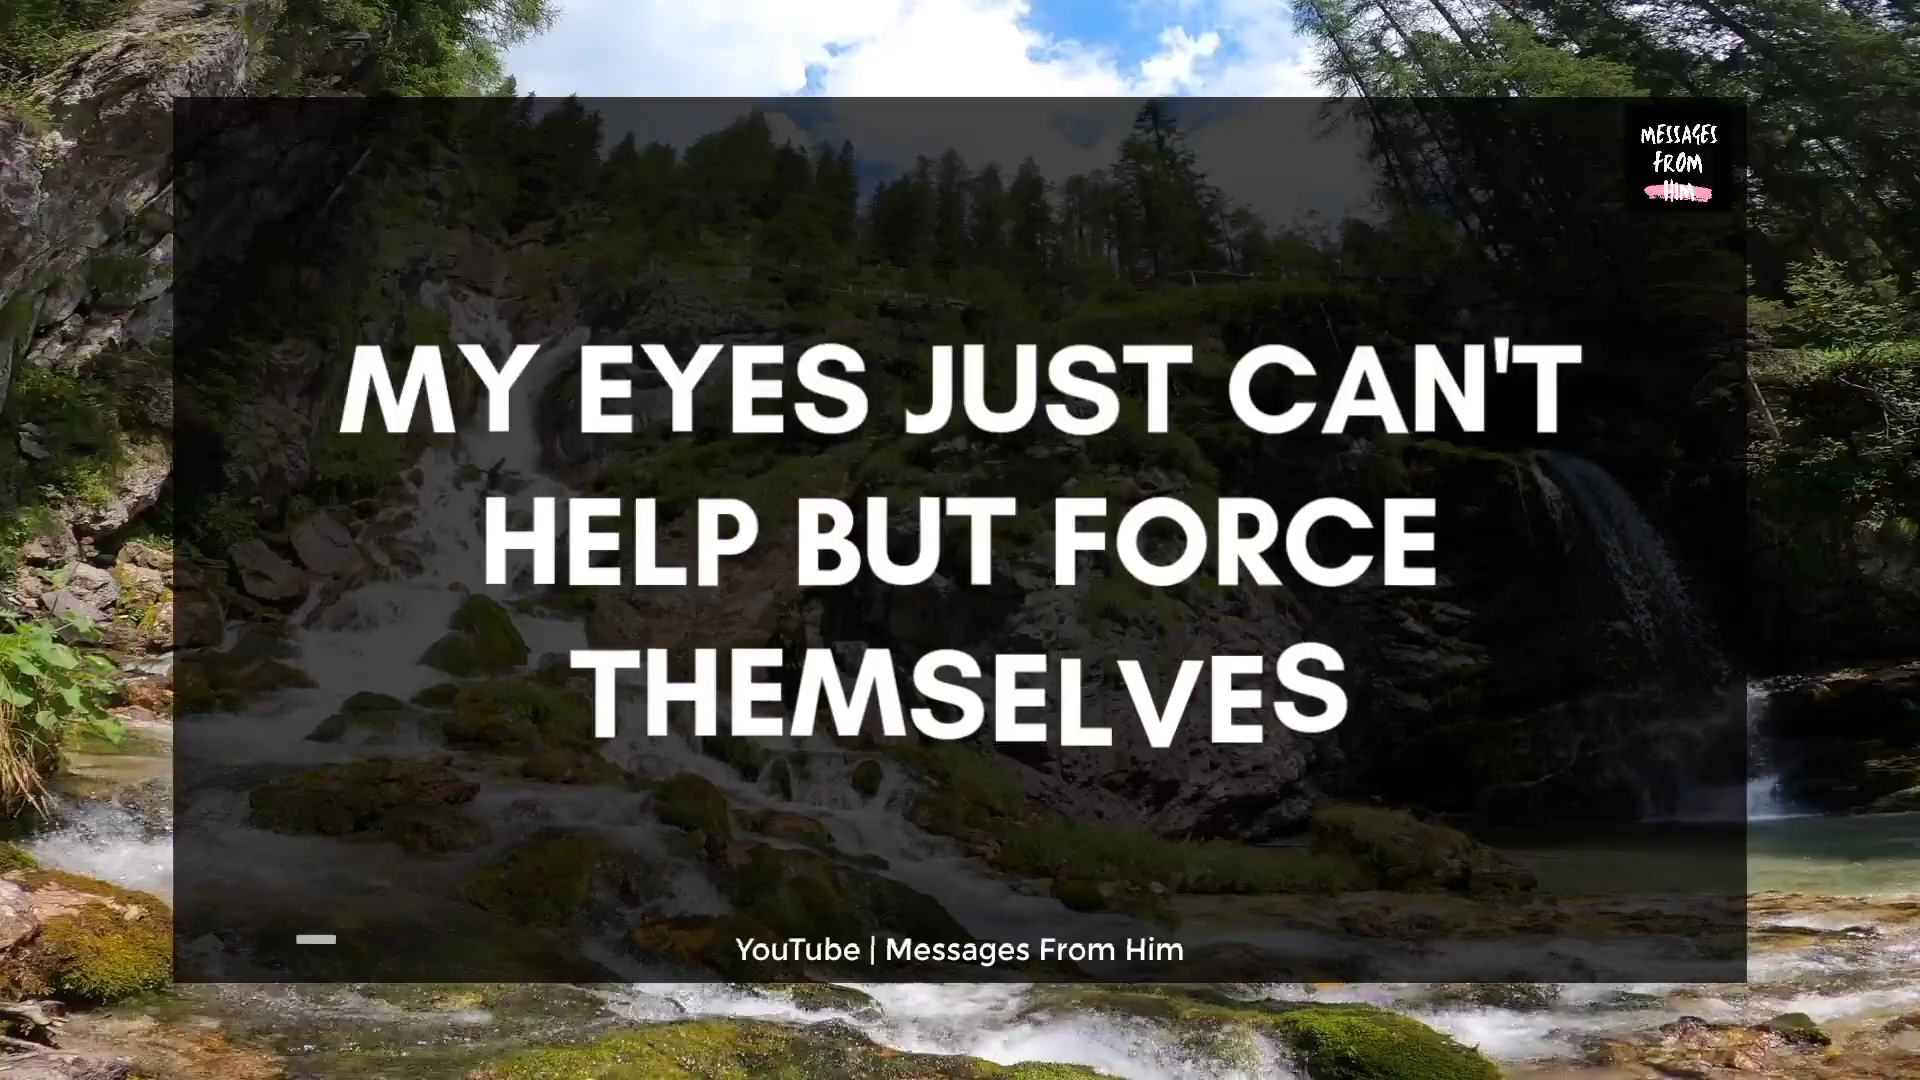 MESSAGES
FROM
HIM
MY EYES JUST CAN'T
HELP BUT FORCE
THEMSELVES
YouTube | Messages From Him